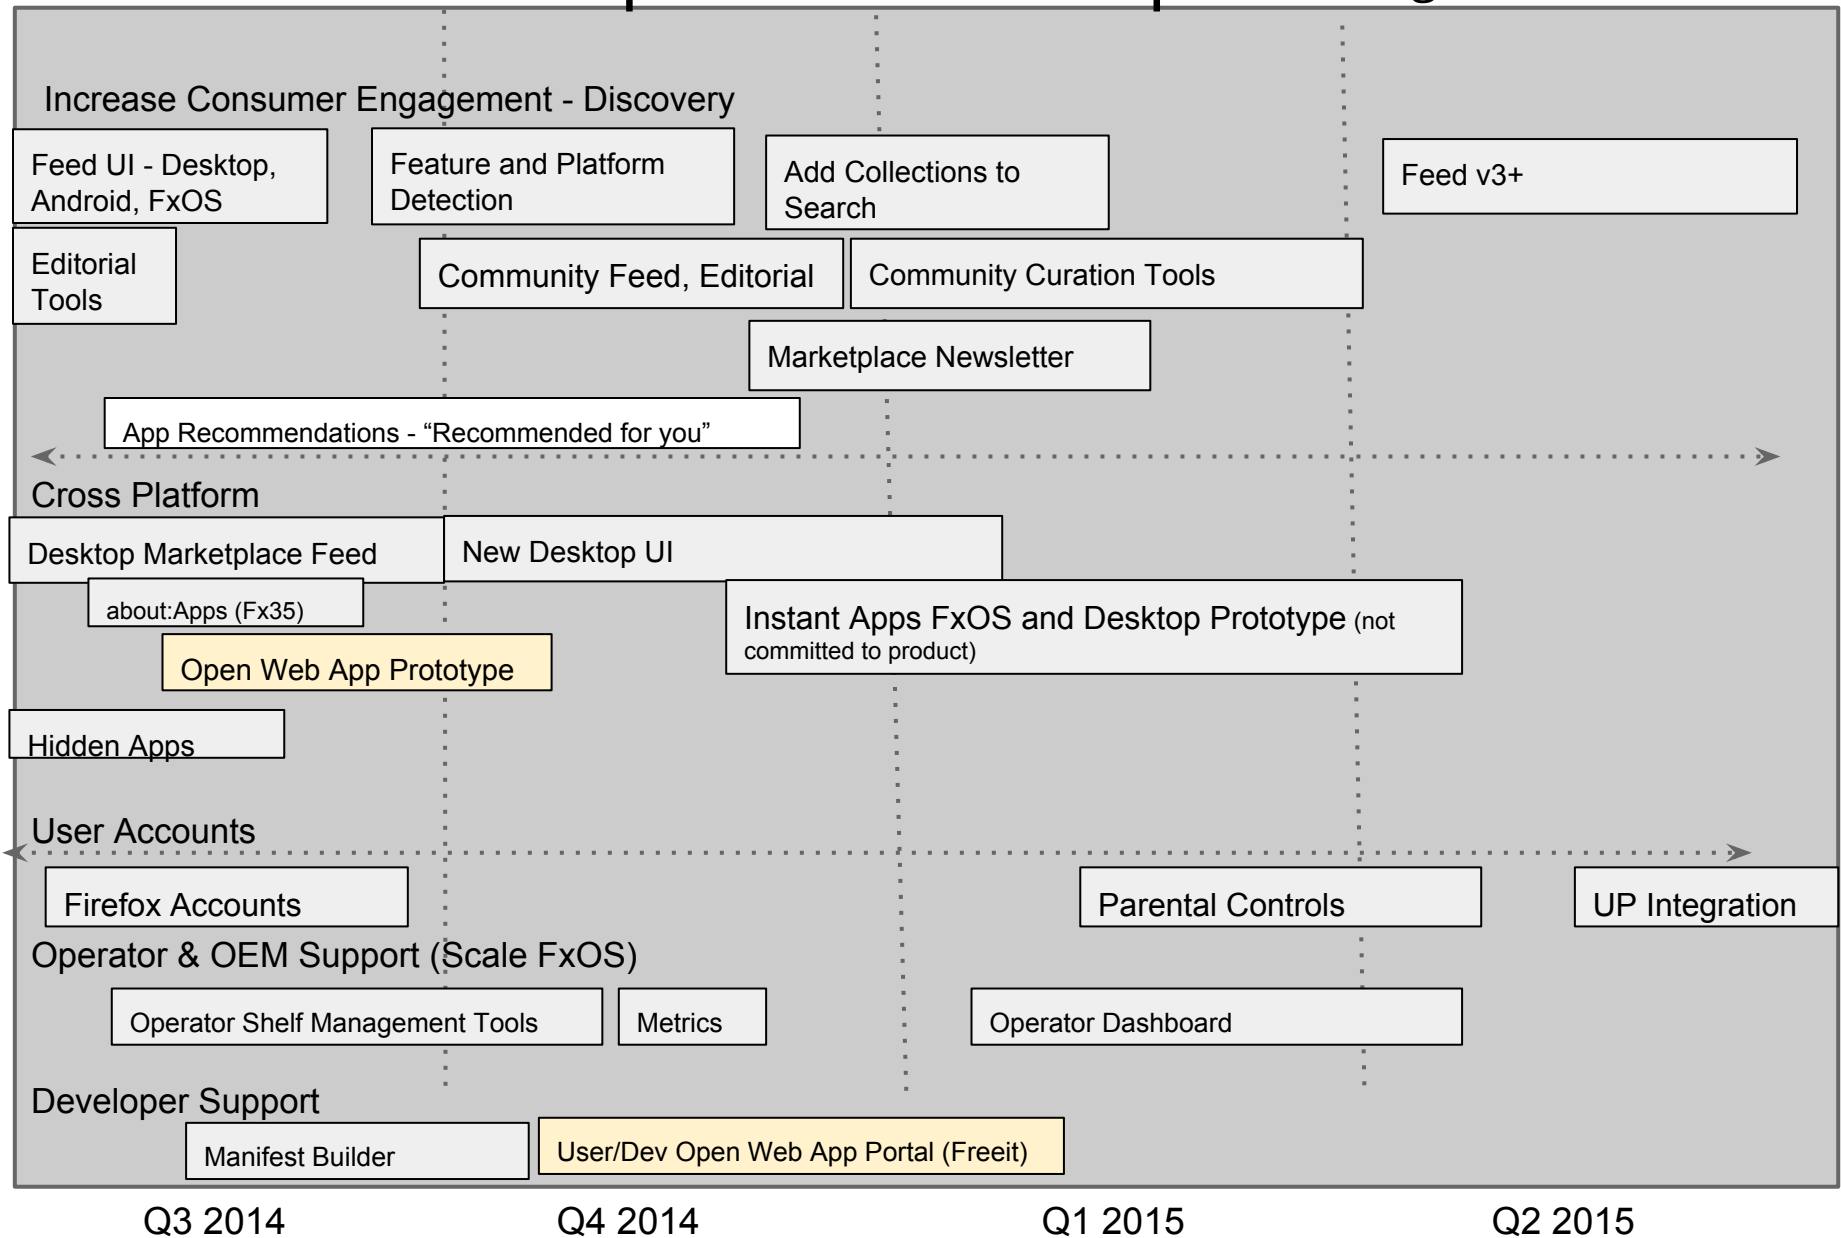 Increase Consumer Engagement - Discovery
Feed UI - Desktop,
Android, FxOS
Feature and Platform
Detection
Add Collections to
Search
Feed v3+
Editorial
Tools
Community Feed, Editorial
Community Curation Tools
Marketplace Newsletter
App Recommendations - “Recommended for you”
Cross Platform
Desktop Marketplace Feed
New Desktop UI
about:Apps (Fx35)
Instant Apps FxOS and Desktop Prototype (not
committed to product)
Open Web App Prototype
Hidden Apps
User Accounts
Firefox Accounts
Parental Controls
UP Integration
Operator & OEM Support (Scale FxOS)
Operator Shelf Management Tools
Metrics
Operator Dashboard
Developer Support
Manifest Builder
User/Dev Open Web App Portal (Freeit)
Q3 2014
Q4 2014
Q1 2015
Q2 2015